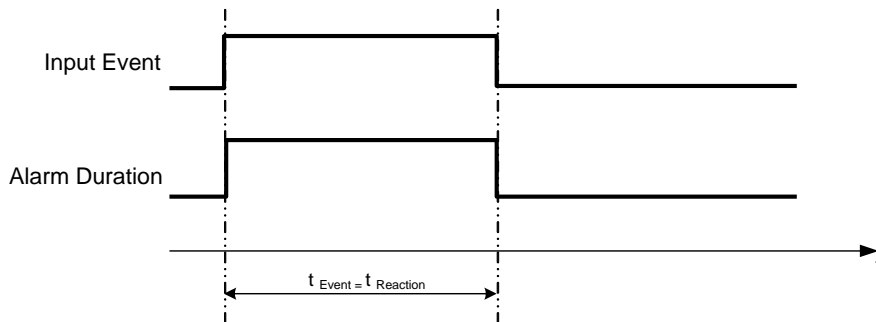 Input Event
Alarm Duration
t Event = t Reaction